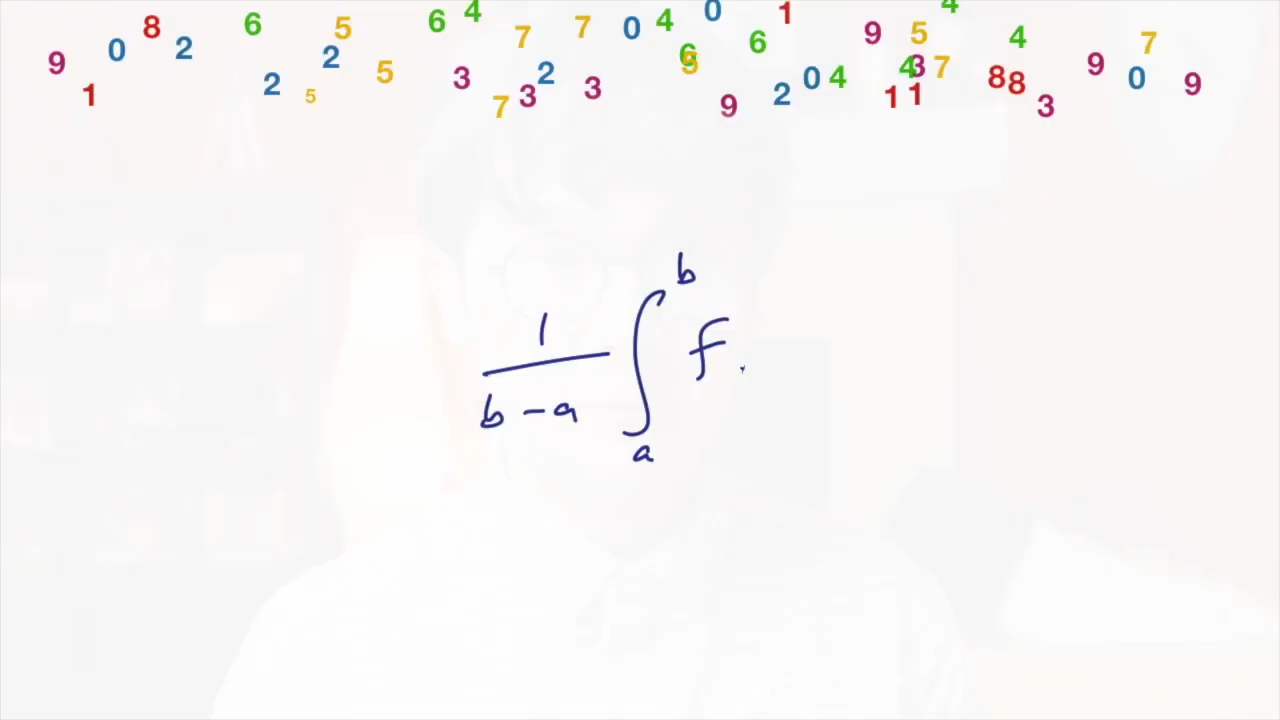 4
4 7 0 1
8 6 5 6 7 0 4 9 5 4 7
9 0 2 2 5 3 2 6 5 6 0 4 4 3 7 8 8 9 0 9
1 2 5 7 3 3 9 2 1 1 3
1/(b-a) ∫_a^b f